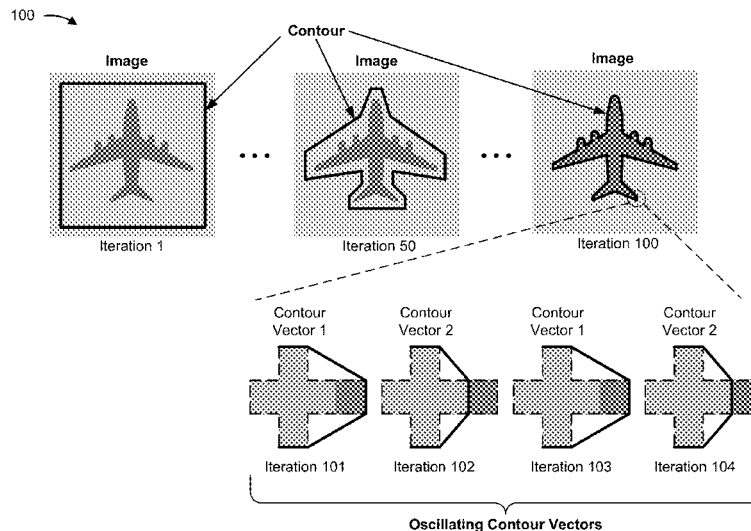 100
Contour
Image
Image
Image
Iteration 1
Iteration 50
Iteration 100
Contour
Vector 1
Contour
Vector 2
Contour
Vector 1
Contour
Vector 2
Iteration 101
Iteration 102
Iteration 103
Iteration 104
Oscillating Contour Vectors